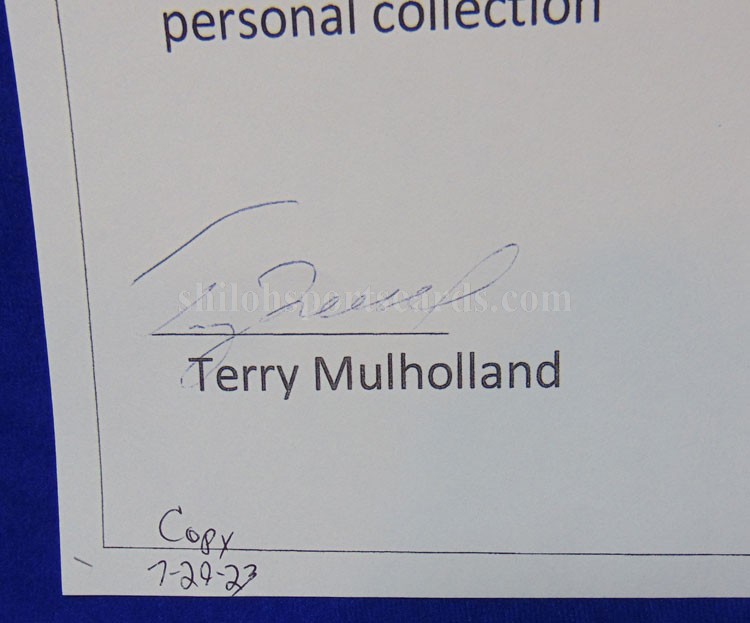 personal collection
shilohsportscards.com
Terry Mulholland
Copy
7-29-23